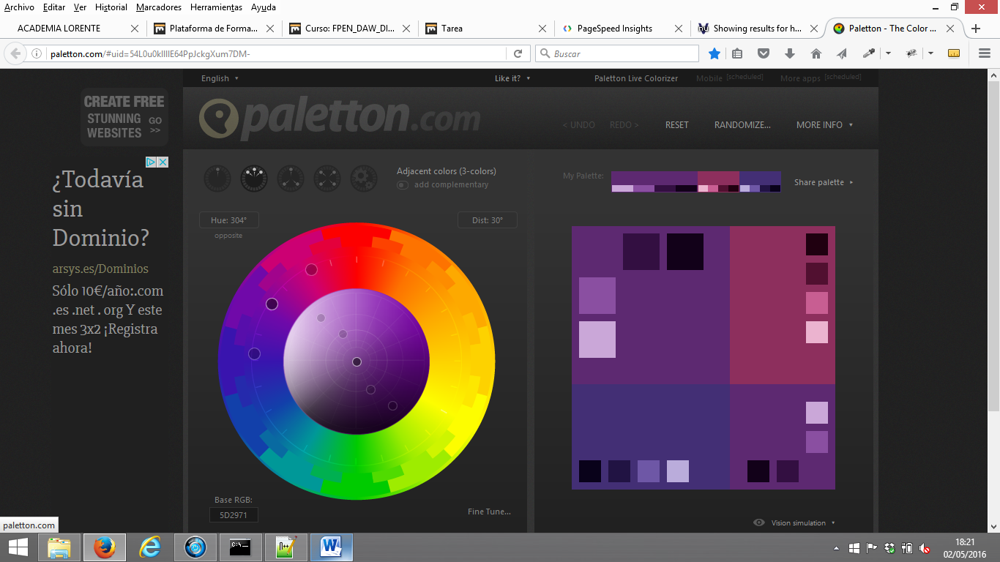 Archivo Editar Ver Historial Marcadores Herramientas Ayuda
ACADEMIA LORENTE
Plataforma de Forma...
Curso: FPEN_DAW_DI...
Tarea
PageSpeed Insights
Showing results for h...
Paletton - The Color ...
paletton.com/#uid=54L0u0kllllE64PpJckgXum7DM-
Buscar
English
Like it?
Paletton Live Colorizer
Mobile [scheduled]
More apps [scheduled]
CREATE FREE
STUNNING
WEBSITES
GO
>>
paletton.com
< UNDO
REDO >
RESET
RANDOMIZE...
MORE INFO
¿Todavía
sin
Dominio?
arsys.es/Dominios
Sólo 10€/año:.com
.es .net . org Y este
mes 3x2 ¡Registra
ahora!
Adjacent colors (3-colors)
add complementary
My Palette:
Share palette
Hue: 304°
opposite
Dist: 30°
Base RGB:
5D2971
Fine Tune...
Vision simulation
paletton.com
18:21
02/05/2016